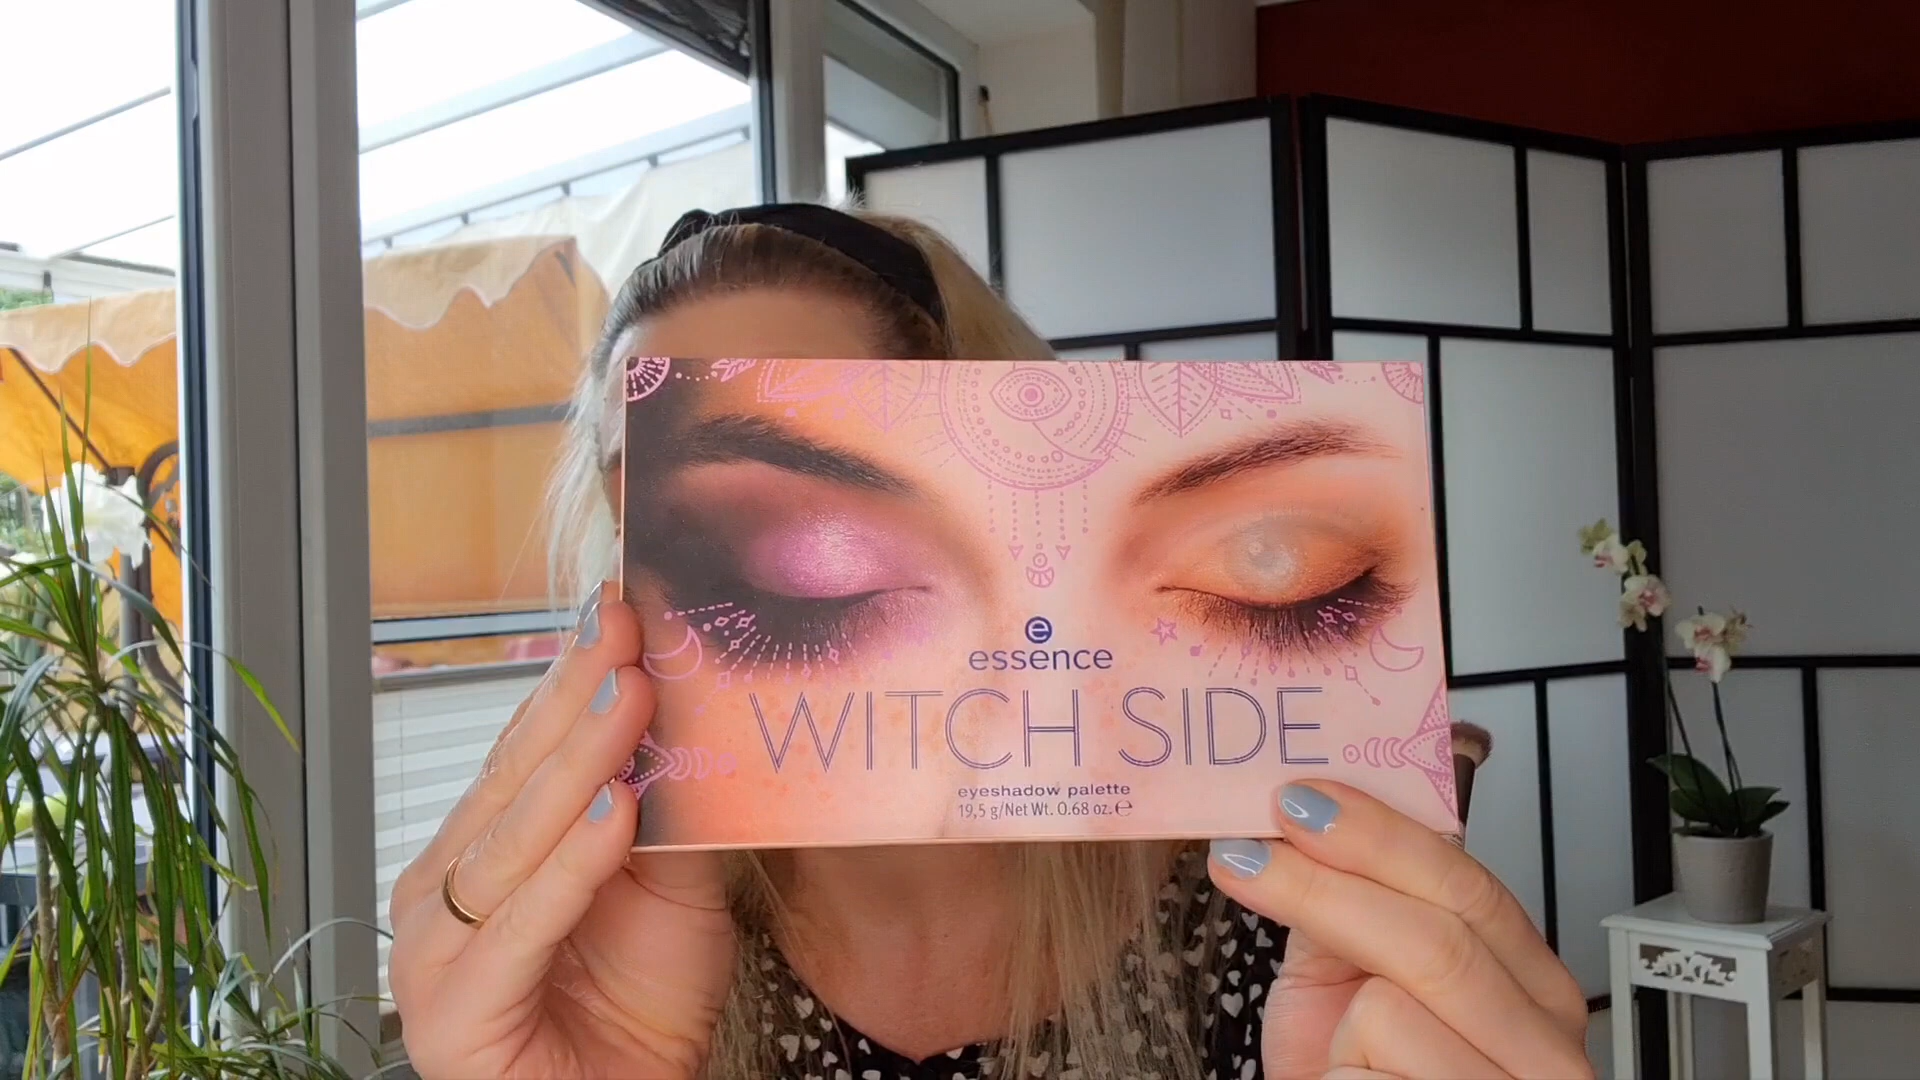 e
essence
WITCH SIDE
eyeshadow palette
19,5 g/Net Wt. 0.68 oz. ℮